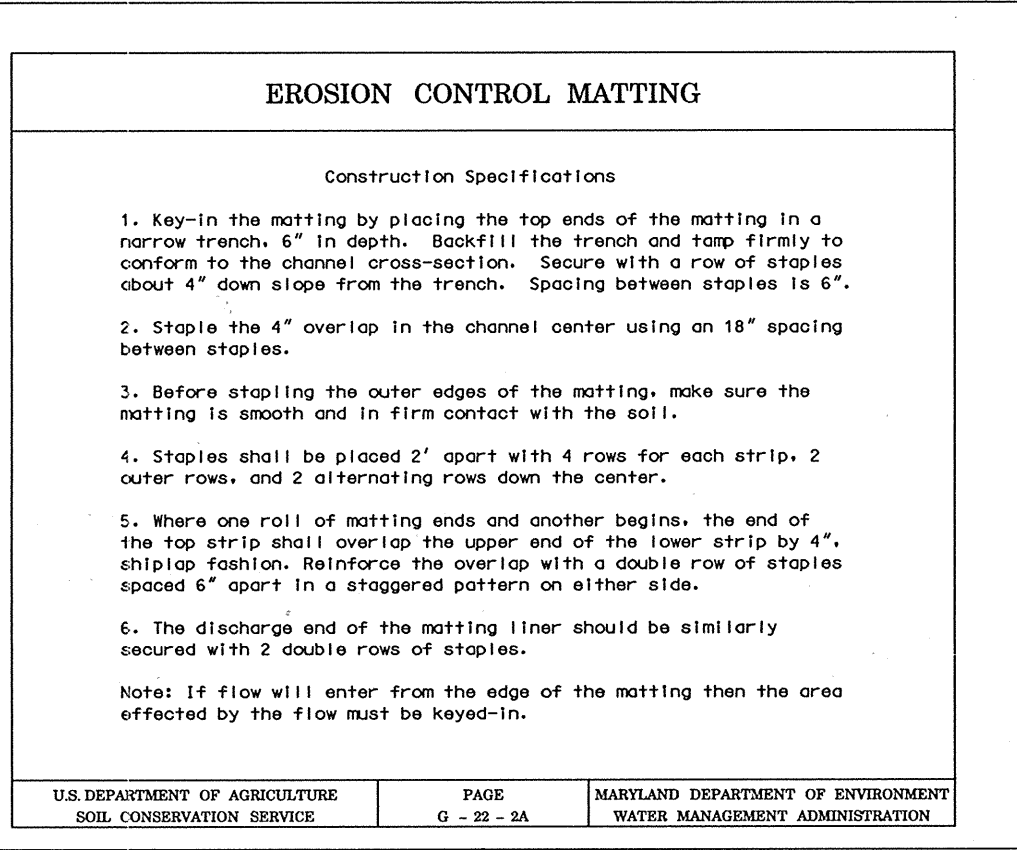 EROSION CONTROL MATTING
Construction Specifications
1. Key-in the matting by placing the top ends of the matting in a
narrow trench, 6" in depth. Backfill the trench and tamp firmly to
conform to the channel cross-section. Secure with a row of staples
about 4" down slope from the trench. Spacing between staples is 6".
2. Staple the 4" overlap in the channel center using an 18" spacing
between staples.
3. Before stapling the outer edges of the matting, make sure the
matting is smooth and in firm contact with the soil.
4. Staples shall be placed 2' apart with 4 rows for each strip, 2
outer rows, and 2 alternating rows down the center.
5. Where one roll of matting ends and another begins, the end of
the top strip shall overlap the upper end of the lower strip by 4",
shiplap fashion. Reinforce the overlap with a double row of staples
spaced 6" apart in a staggered pattern on either side.
6. The discharge end of the matting liner should be similarly
secured with 2 double rows of staples.
Note: If flow will enter from the edge of the matting then the area
effected by the flow must be keyed-in.
U.S. DEPARTMENT OF AGRICULTURE
SOIL CONSERVATION SERVICE
PAGE
G - 22 - 2A
MARYLAND DEPARTMENT OF ENVIRONMENT
WATER MANAGEMENT ADMINISTRATION